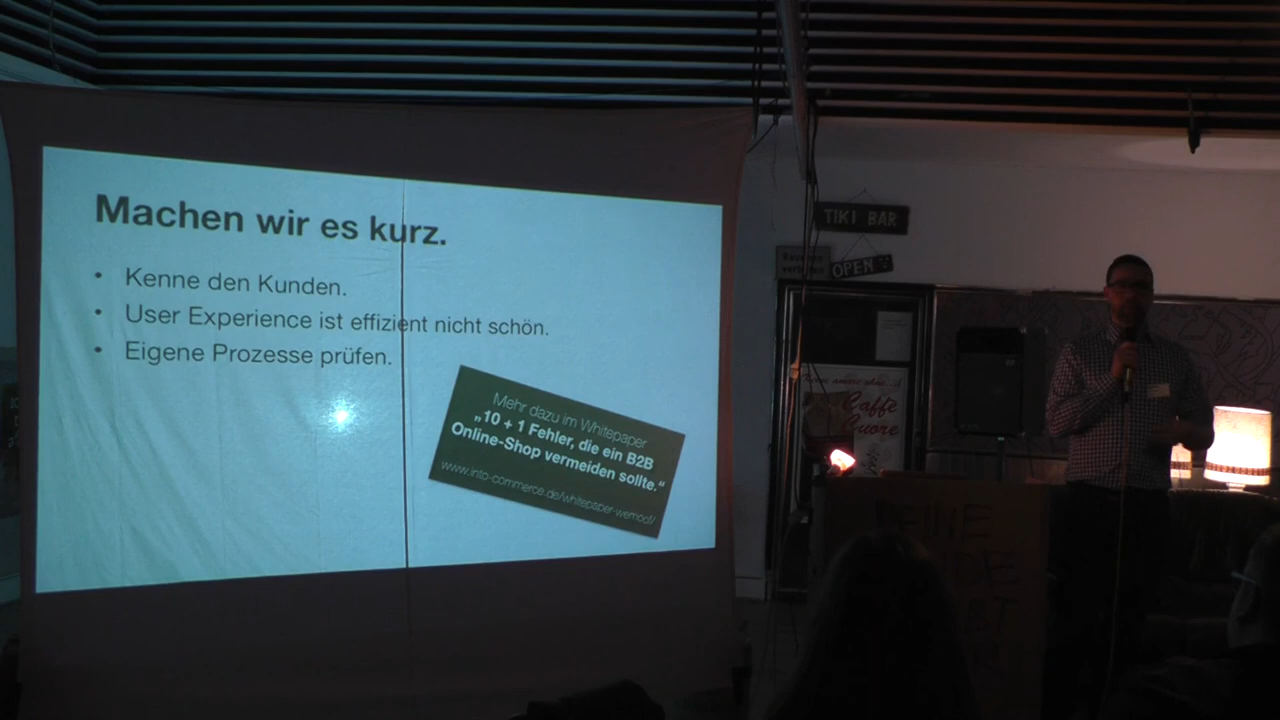 Machen wir es kurz.
• Kenne den Kunden.
• User Experience ist effizient nicht schön.
• Eigene Prozesse prüfen.
Mehr dazu im Whitepaper
„10 + 1 Fehler, die ein B2B
Online-Shop vermeiden sollte.“
www.into-commerce.de/whitepaper-wemoof/
TIKI BAR
OPEN
Caffè
Cuore